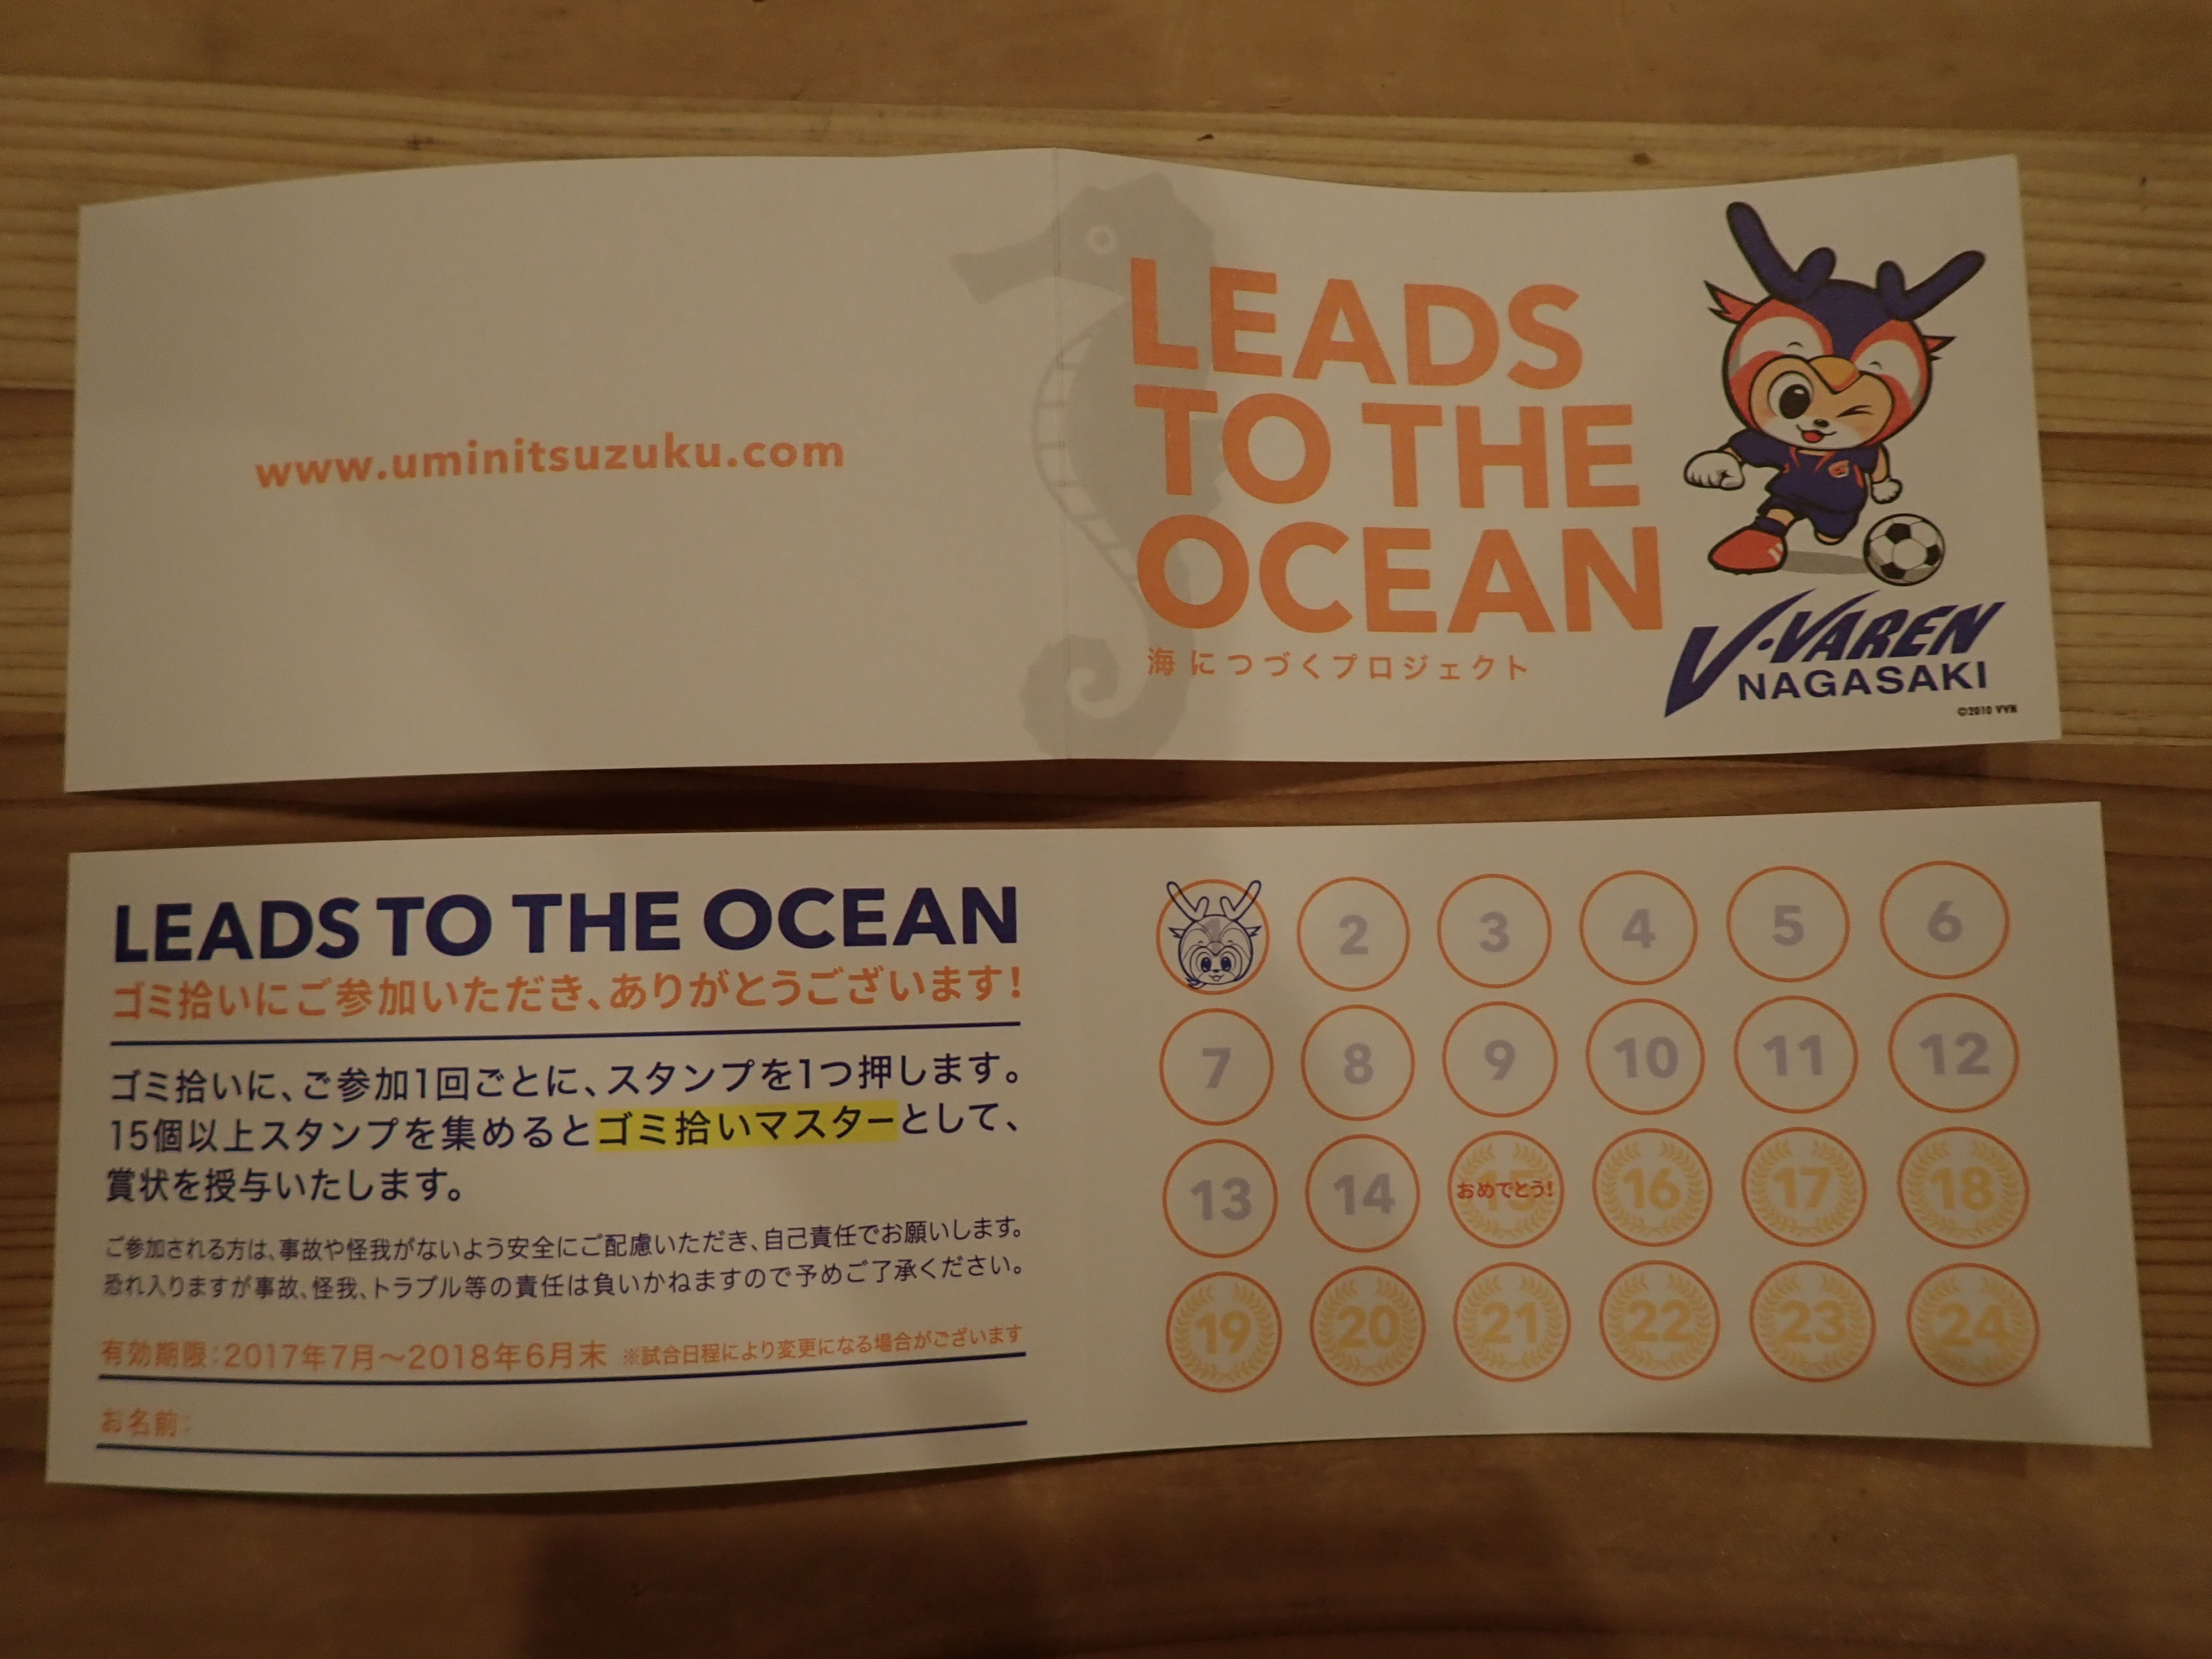 www.uminitsuzuku.com
LEADS
TO THE
OCEAN
海につづくプロジェクト
V·VAREN
NAGASAKI
©2010 VVN
LEADS TO THE OCEAN
ゴミ拾いにご参加いただき、ありがとうございます!
ゴミ拾いに、ご参加1回ごとに、スタンプを1つ押します。
15個以上スタンプを集めるとゴミ拾いマスターとして、
賞状を授与いたします。
ご参加される方は、事故や怪我がないよう安全にご配慮いただき、自己責任でお願いします。
恐れ入りますが事故、怪我、トラブル等の責任は負いかねますので予めご了承ください。
有効期限:2017年7月〜2018年6月末 ※試合日程により変更になる場合がございます
お名前:
1 2 3 4 5 6
7 8 9 10 11 12
13 14 15 おめでとう! 16 17 18
19 20 21 22 23 24